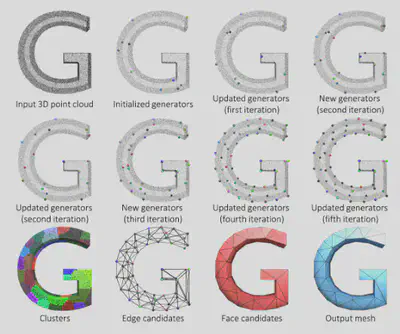 Input 3D point cloud
Initialized generators
Updated generators
(first iteration)
New generators
(second iteration)
Updated generators
(second iteration)
New generators
(third iteration)
Updated generators
(fourth iteration)
Updated generators
(fifth iteration)
Clusters
Edge candidates
Face candidates
Output mesh